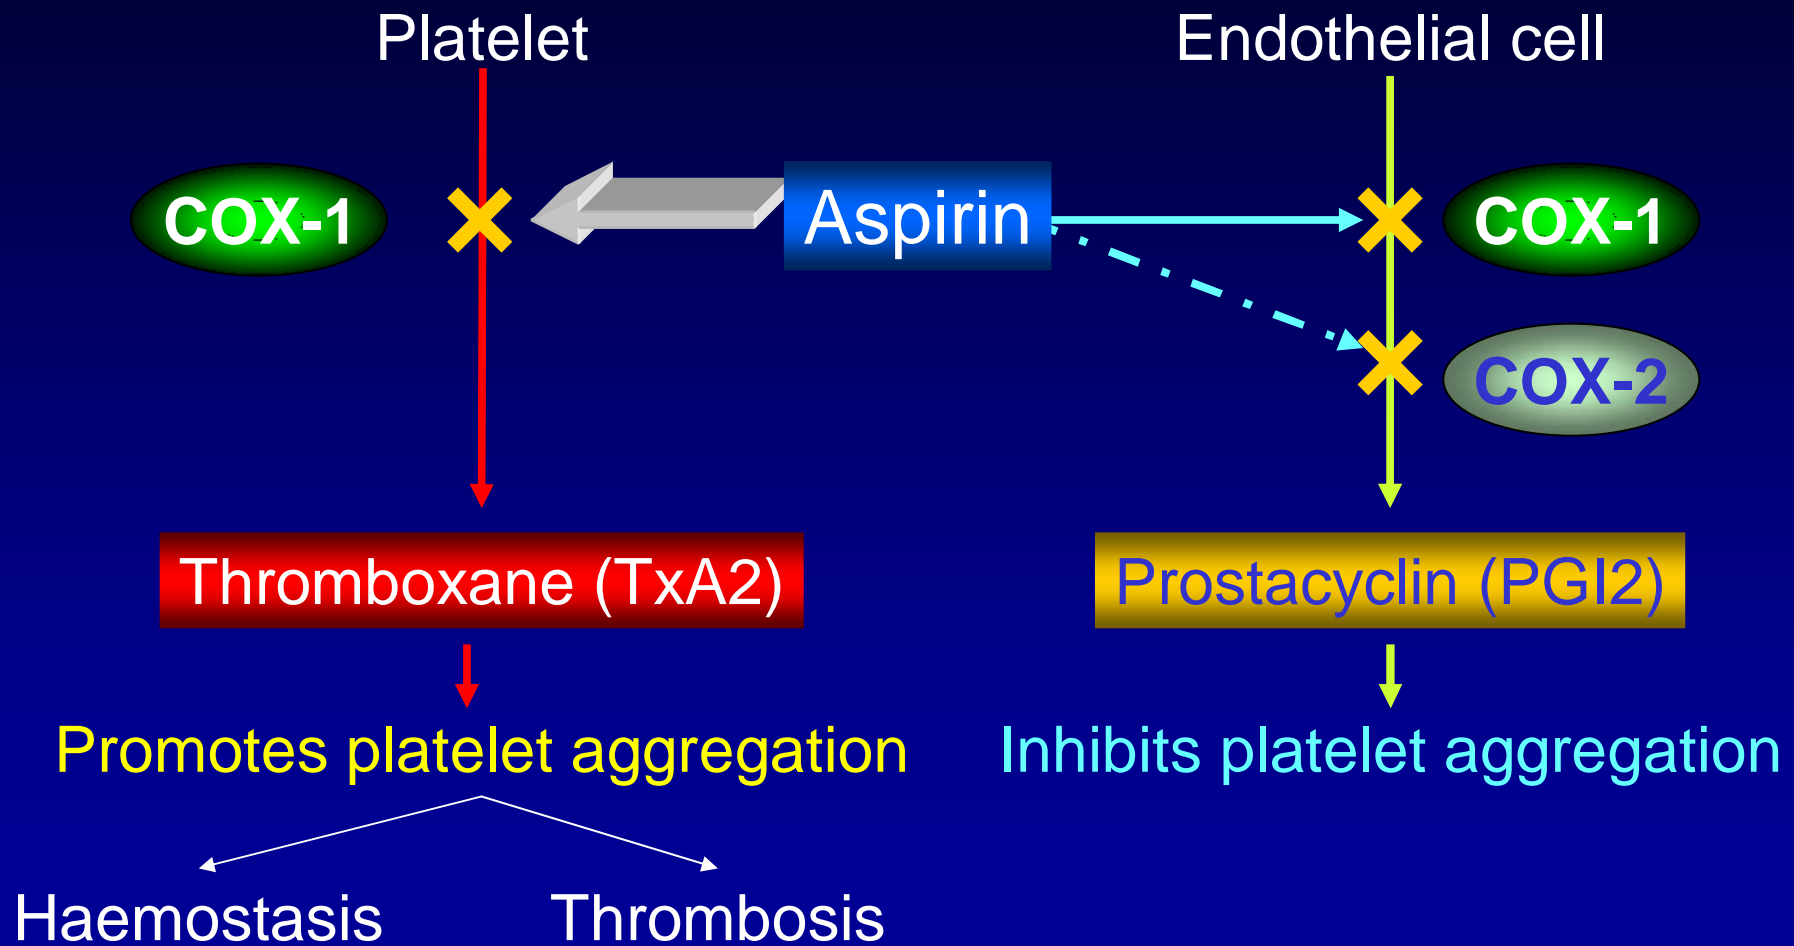 Platelet
Endothelial cell
COX-1
Aspirin
COX-1
COX-2
Thromboxane (TxA2)
Prostacyclin (PGI2)
Promotes platelet aggregation
Inhibits platelet aggregation
Haemostasis
Thrombosis